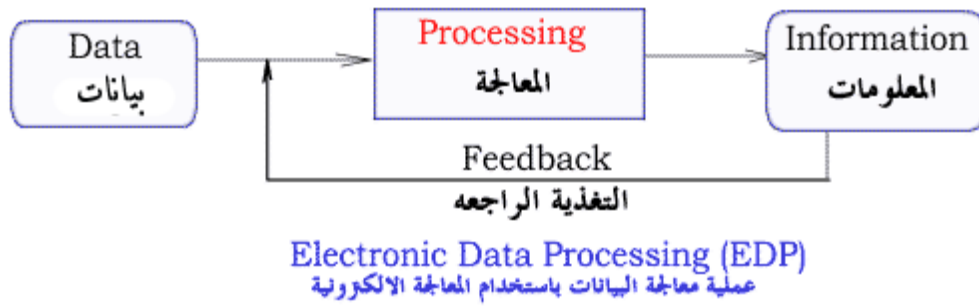 Data
بيانات
Processing
المعالجة
Information
المعلومات
Feedback
التغذية الراجعه
Electronic Data Processing (EDP)
عملية معالجة البيانات باستخدام المعالجة الالكترونية